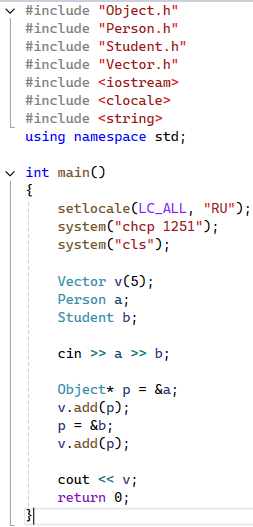 #include "Object.h"
#include "Person.h"
#include "Student.h"
#include "Vector.h"
#include <iostream>
#include <clocale>
#include <string>
using namespace std;
int main()
{
setlocale(LC_ALL, "RU");
system("chcp 1251");
system("cls");
Vector v(5);
Person a;
Student b;
cin >> a >> b;
Object* p = &a;
v.add(p);
p = &b;
v.add(p);
cout << v;
return 0;
}